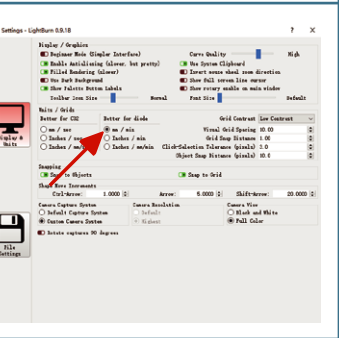 Settings - LightBurn 0.9.18 ? X
Display / Graphics
Beginner Mode (Simpler Interface) Curve Quality High
Enable Antialiasing (slower, but pretty) Use System Clipboard
Filled Rendering (slower) Invert mouse wheel zoom direction
Use Dark Background Show full screen line cursor
Show Palette Button Labels Show rotary enable on main window
Toolbar Icon Size Normal Font Size Default
Units / Grids
Better for CO2 Better for diode Grid Contrast Low Contrast
mm / sec mm / min Visual Grid Spacing 10.00
Inches / sec Inches / min Grid Snap Distance 1.00
Inches / mm/sec Inches / mm/min Click-Selection Tolerance (pixels) 3.0
Object Snap Distance (pixels) 10.0
Snapping
Snap to Objects Snap to Grid
Shape Move Increments
Ctrl-Arrow: 1.0000 Arrow: 5.0000 Shift-Arrow: 20.0000
Camera Capture System Camera Resolution Camera View
Default Capture System Default Black and White
Custom Camera System Highest Full Color
Rotate captures 90 degrees
Display &
Units
File
Settings